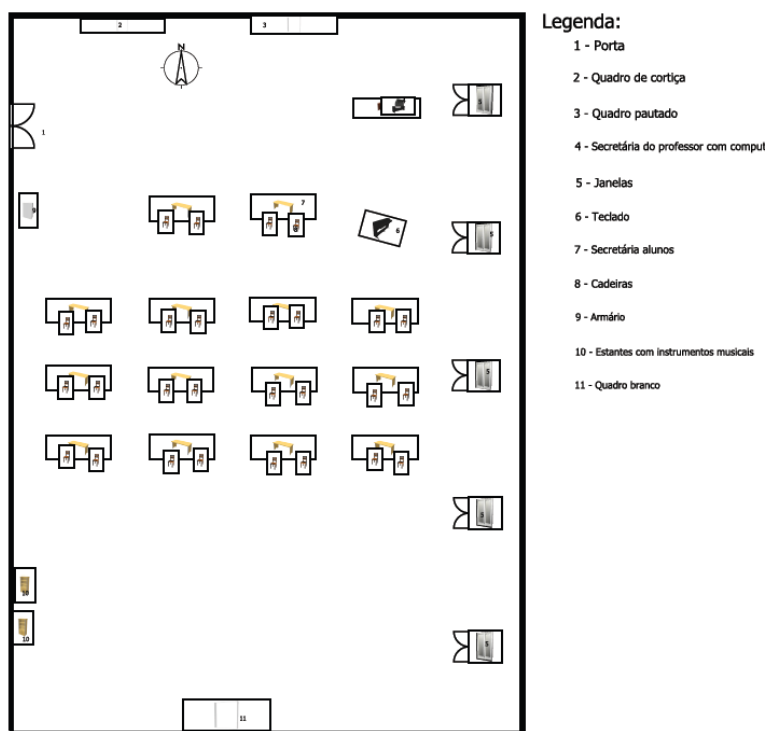 2
3
N
Legenda:
1 - Porta
2 - Quadro de cortiça
3 - Quadro pautado
4 - Secretária do professor com comput
5 - Janelas
6 - Teclado
7 - Secretária alunos
8 - Cadeiras
9 - Armário
10 - Estantes com instrumentos musicais
11 - Quadro branco
5
1
7
9
8
6
5
5
5
10
10
5
11